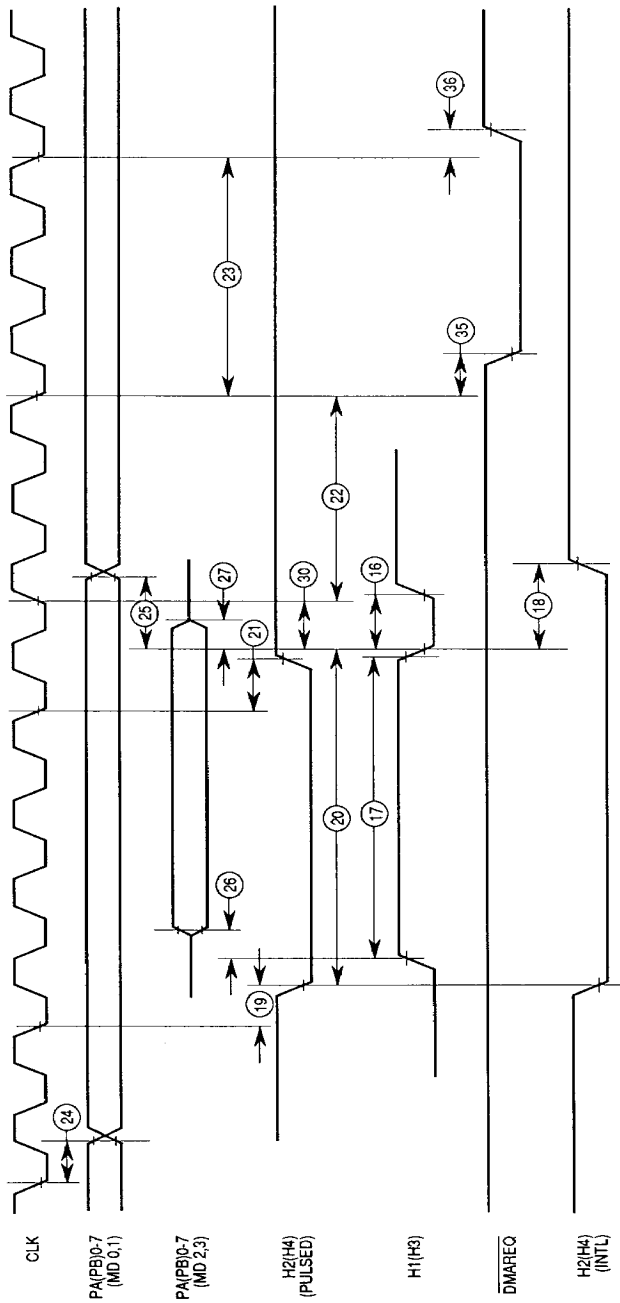 CLK
PA(PB)0-7
(MD 0,1)
PA(PB)0-7
(MD 2,3)
H2(H4)
(PULSED)
H1(H3)
DMAREQ
H2(H4)
(INTL)
24
25
26
27
19
21
20
30
22
23
17
16
35
36
18